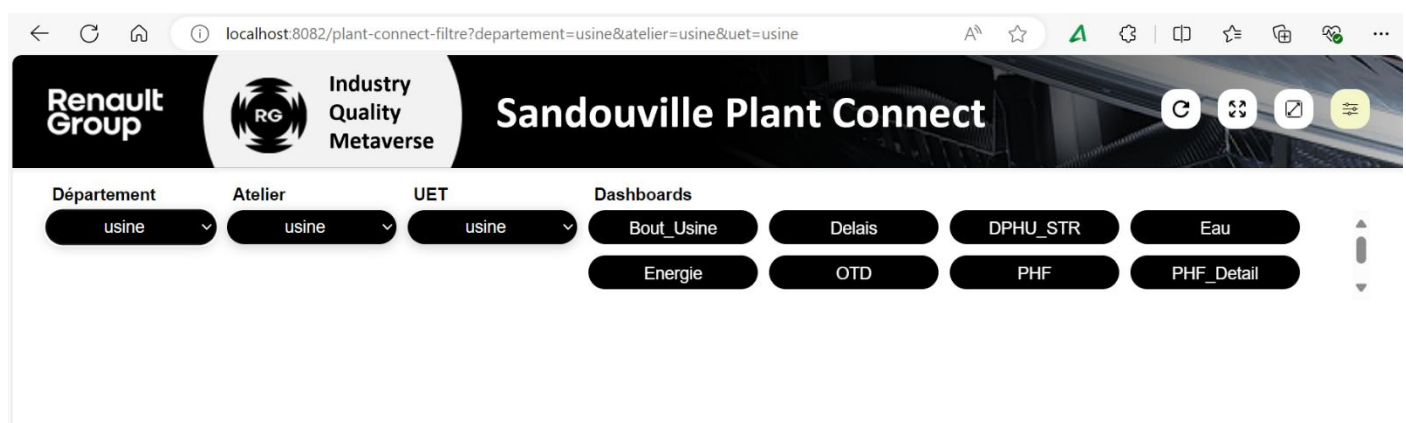 localhost:8082/plant-connect-filtre?departement=usine&atelier=usine&uet=usine
Renault
Group
RG
Industry
Quality
Metaverse
Sandouville Plant Connect
Département Atelier UET Dashboards
usine usine usine Bout_Usine Delais DPHU_STR Eau
Energie OTD PHF PHF_Detail